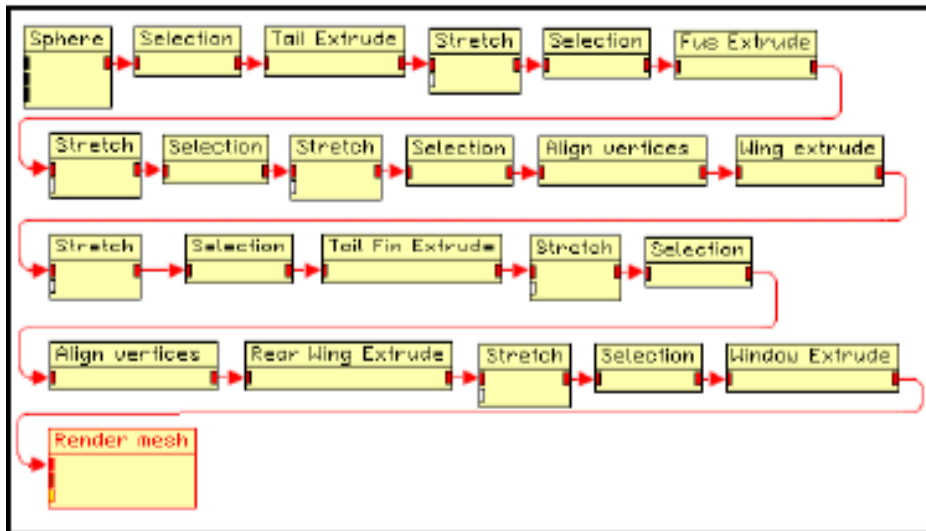 Sphere
Selection
Tail Extrude
Stretch
Selection
Fus Extrude
Stretch
Selection
Stretch
Selection
Align vertices
Wing extrude
Stretch
Selection
Tail Fin Extrude
Stretch
Selection
Align vertices
Rear Wing Extrude
Stretch
Selection
Window Extrude
Render mesh